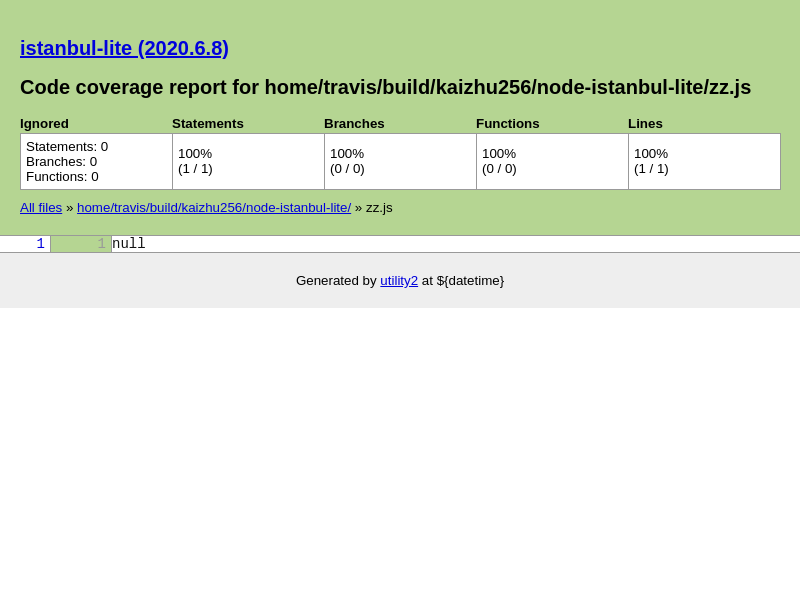 istanbul-lite (2020.6.8)
Code coverage report for home/travis/build/kaizhu256/node-istanbul-lite/zz.js
Ignored Statements Branches Functions Lines
Statements: 0
Branches: 0
Functions: 0
100%
(1 / 1)
100%
(0 / 0)
100%
(0 / 0)
100%
(1 / 1)
All files » home/travis/build/kaizhu256/node-istanbul-lite/ » zz.js
1 1 null
Generated by utility2 at ${datetime}